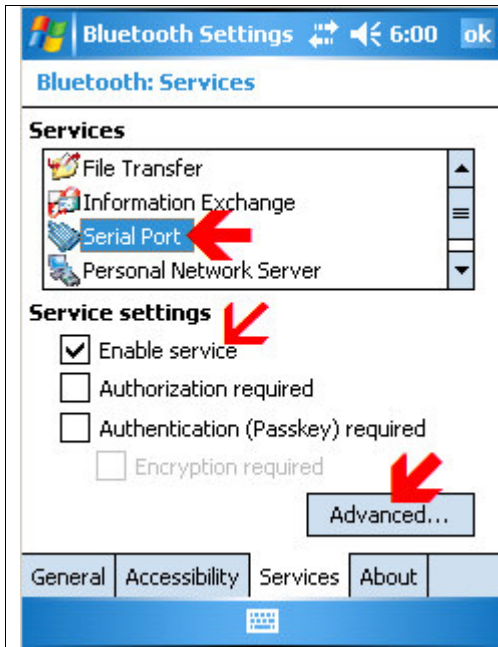 Bluetooth Settings 6:00 ok
Bluetooth: Services
Services
File Transfer
Information Exchange
Serial Port
Personal Network Server
Service settings
Enable service
Authorization required
Authentication (Passkey) required
Encryption required
Advanced...
General Accessibility Services About